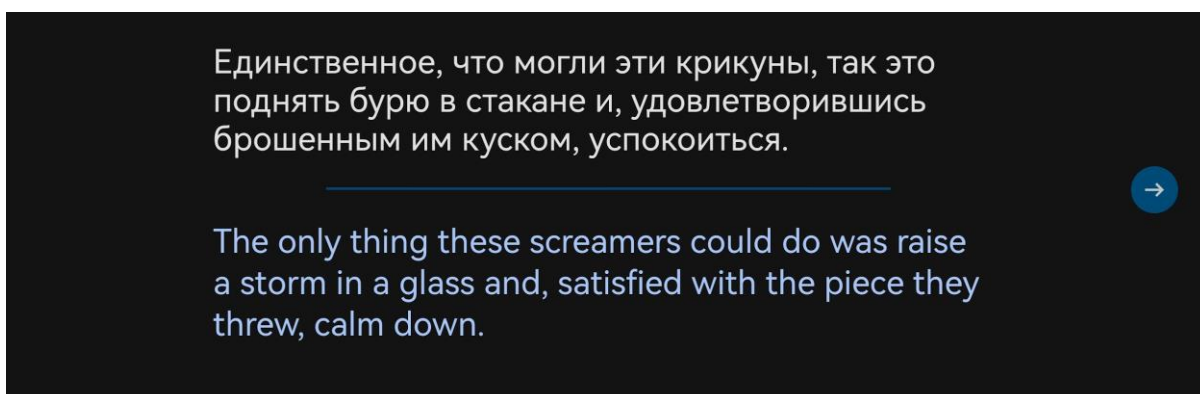 Единственное, что могли эти крикуны, так это
поднять бурю в стакане и, удовлетворившись
брошенным им куском, успокоиться.
The only thing these screamers could do was raise
a storm in a glass and, satisfied with the piece they
threw, calm down.